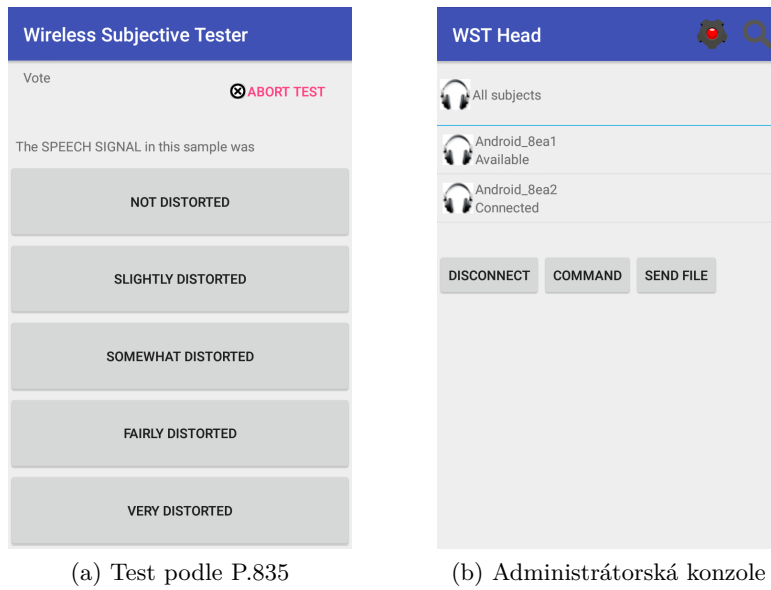 Wireless Subjective Tester
Vote
ABORT TEST
The SPEECH SIGNAL in this sample was
NOT DISTORTED
SLIGHTLY DISTORTED
SOMEWHAT DISTORTED
FAIRLY DISTORTED
VERY DISTORTED
(a) Test podle P.835
WST Head
All subjects
Android_8ea1
Available
Android_8ea2
Connected
DISCONNECT COMMAND SEND FILE
(b) Administrátorská konzole